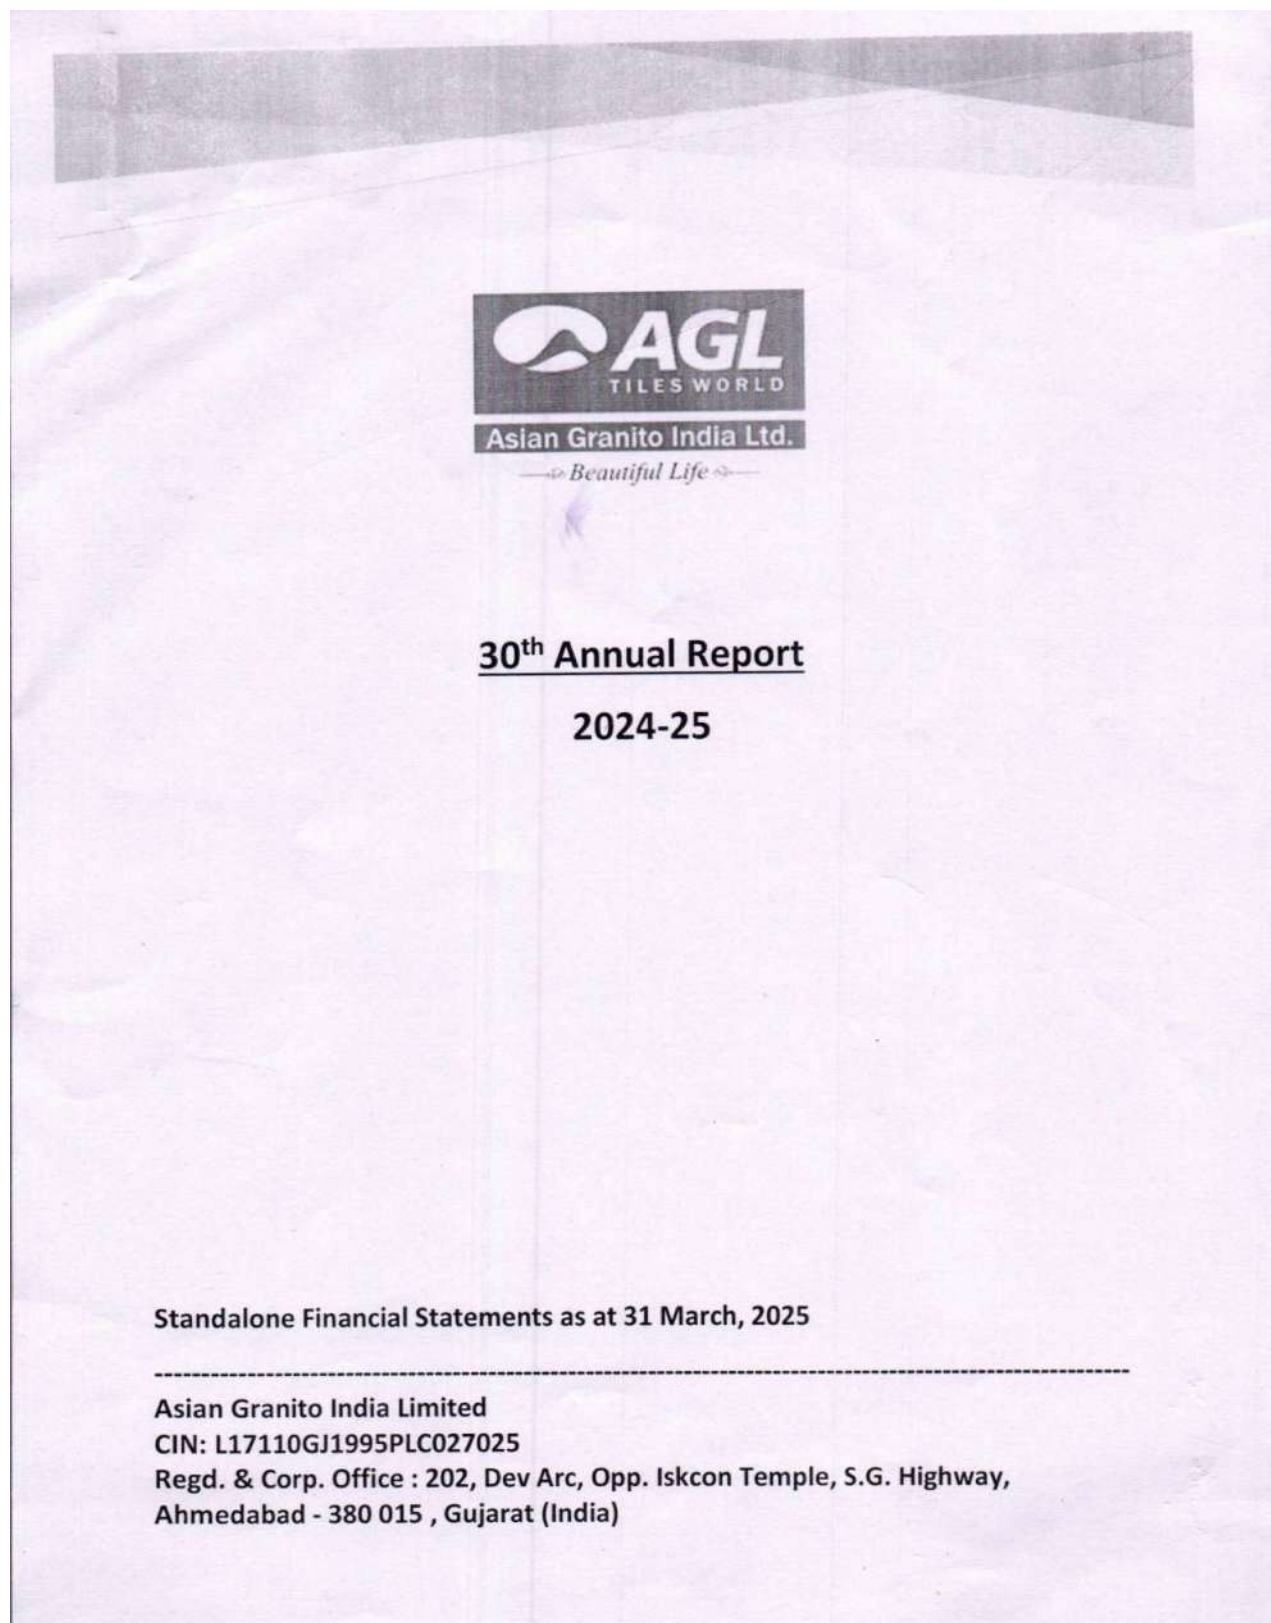 AGL
TILES WORLD
Asian Granito India Ltd.
Beautiful Life
30th Annual Report
2024-25
Standalone Financial Statements as at 31 March, 2025
--------------------------------------------------------------------------------------------------------
Asian Granito India Limited
CIN: L17110GJ1995PLC027025
Regd. & Corp. Office : 202, Dev Arc, Opp. Iskcon Temple, S.G. Highway,
Ahmedabad - 380 015 , Gujarat (India)